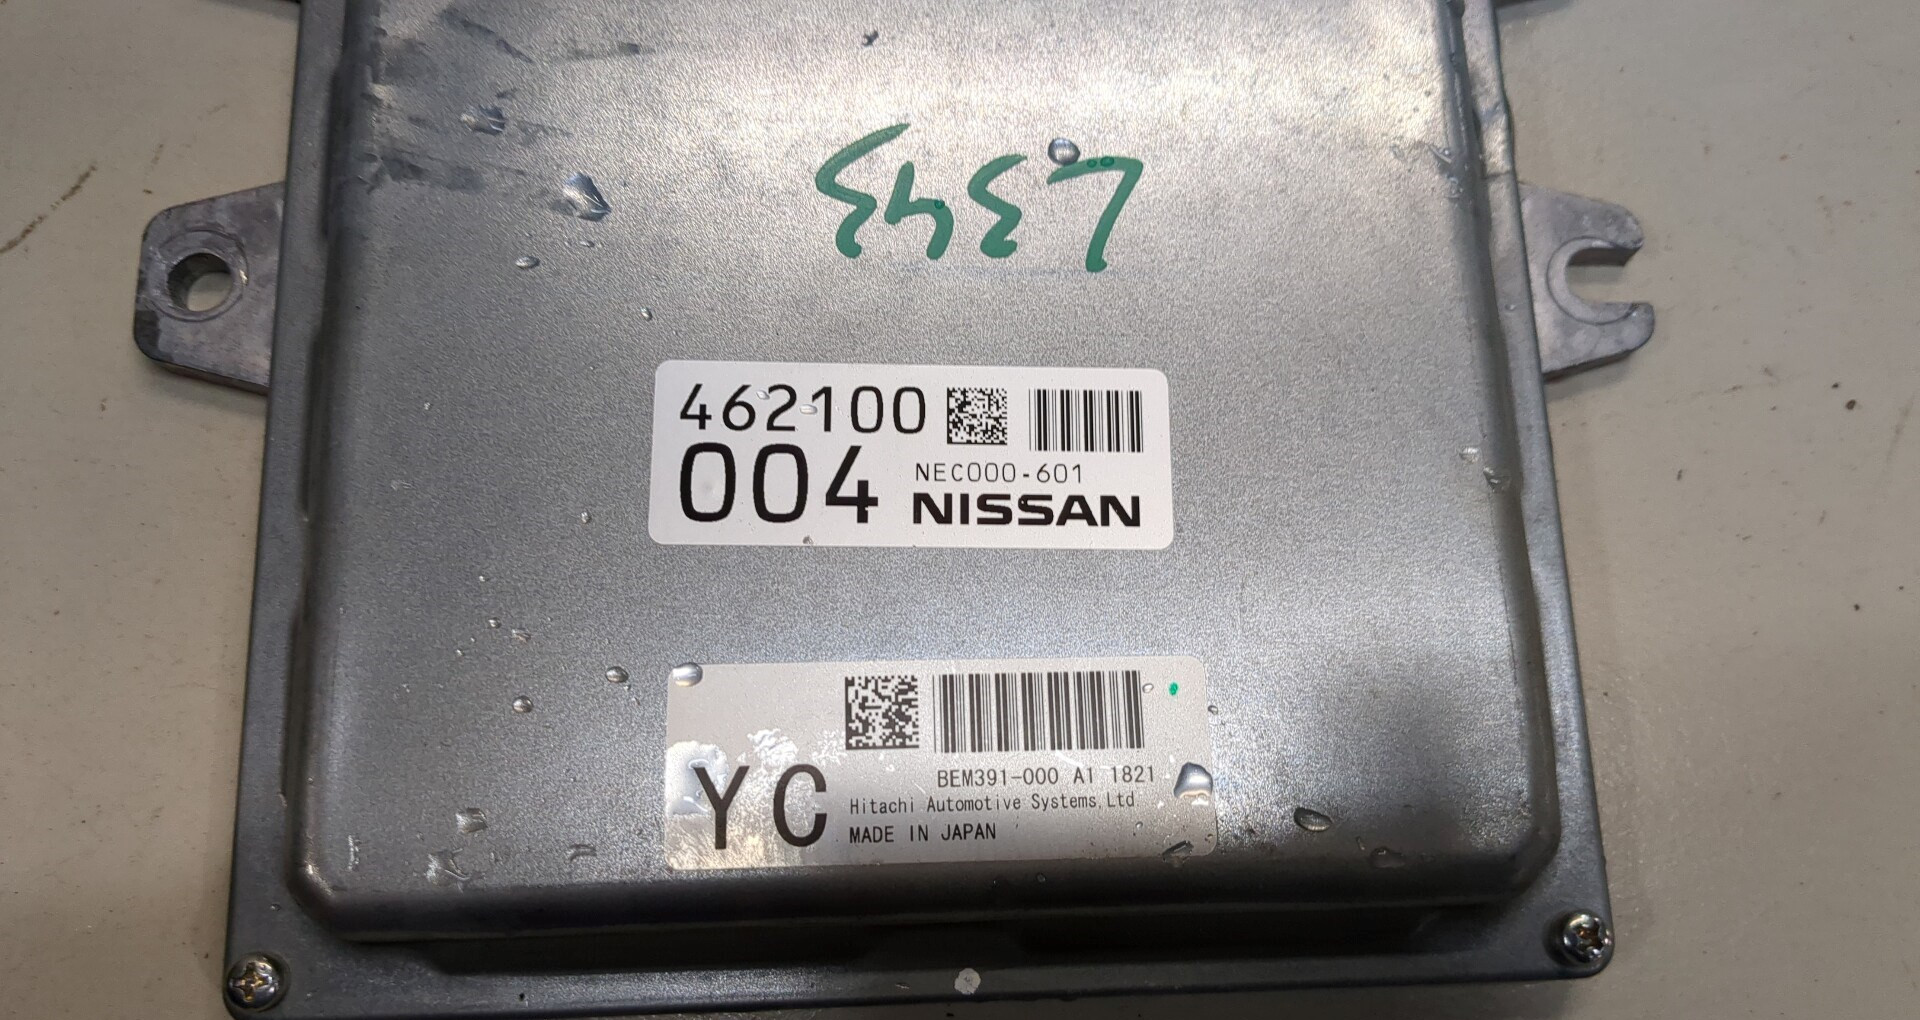 L343
462100
004
NEC000-601
NISSAN
BEM391-000 A1 1821
YC
Hitachi Automotive Systems,Ltd
MADE IN JAPAN